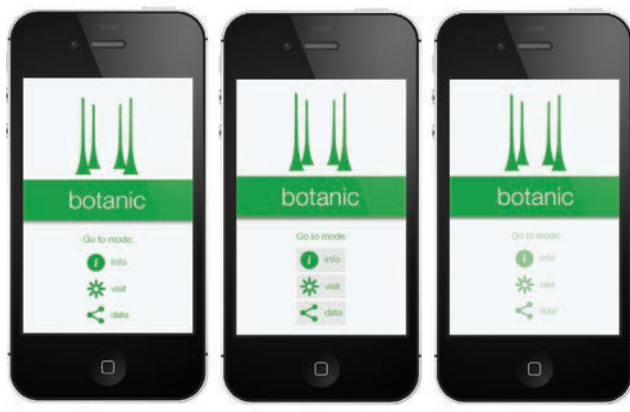 botanic
Go to mode:
info
visit
data
botanic
Go to mode:
info
visit
data
botanic
Go to mode:
info
visit
data